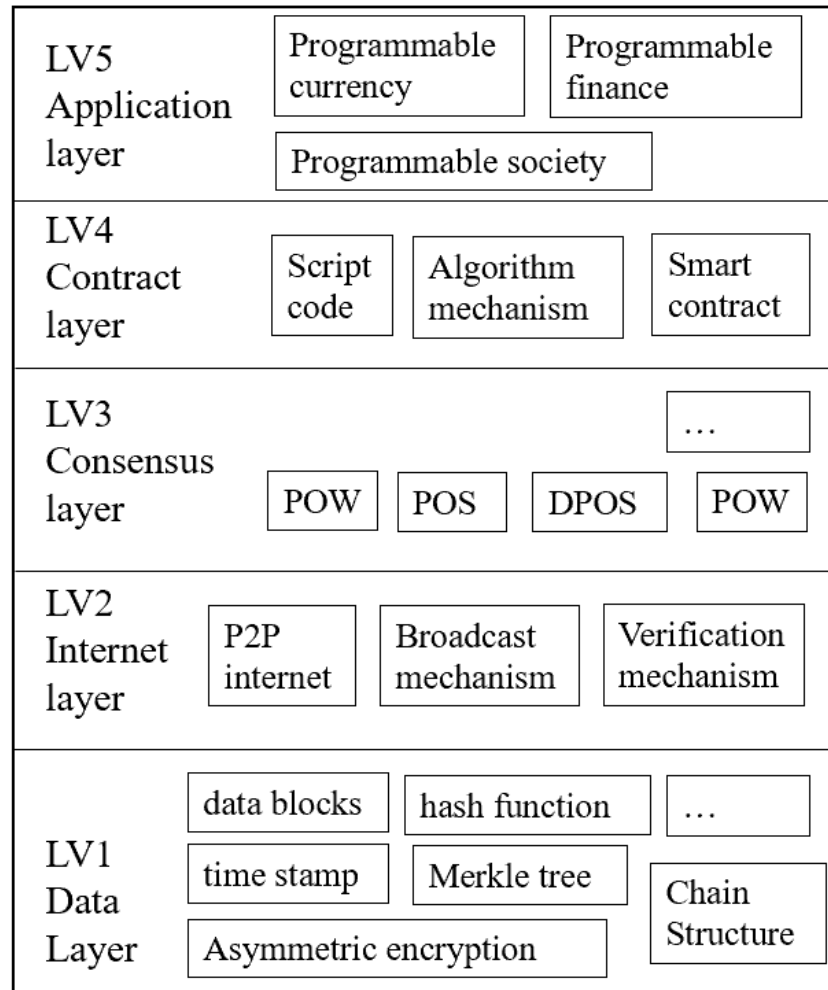 LV5
Application
layer
Programmable
currency
Programmable
finance
Programmable society
LV4
Contract
layer
Script
code
Algorithm
mechanism
Smart
contract
LV3
Consensus
layer
…
POW
POS
DPOS
POW
LV2
Internet
layer
P2P
internet
Broadcast
mechanism
Verification
mechanism
LV1
Data
Layer
data blocks
hash function
…
time stamp
Merkle tree
Chain
Structure
Asymmetric encryption